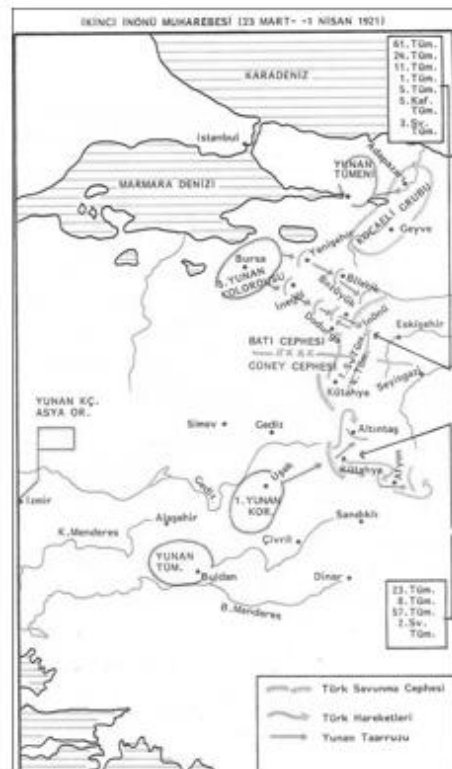 İKİNCİ İNÖNÜ MUHAREBESİ (23 MART- -1 NİSAN 1921)
61. Tüm.
24. Tüm.
11. Tüm.
1. Tüm.
5. Tüm.
5. Kaf. Tüm.
3. Sv. Tüm.
KARADENİZ
İstanbul
Adapazarı
YUNAN TÜMENİ
MARMARA DENİZİ
KOCAELİ GRUBU
Geyve
Bursa
3. YUNAN KOLORDUSU
Yenişehir
Bilecik
Bozüyük
İnegöl
İnönü
Dodurga
Eskişehir
BATI CEPHESİ
GÜNEY CEPHESİ
Seyitgazi
Kütahya
YUNAN KÇ.
ASYA OR.
Simav
Gediz
Altıntaş
Kütahya
Afyon
Gediz
Uşak
1. YUNAN KOR.
İzmir
K.Menderes
Alaşehir
Sandıklı
Çivril
YUNAN TÜM.
Buldan
Dinar
B.Menderes
23. Tüm.
8. Tüm.
57. Tüm.
2. Sv. Tüm.
Türk Savunma Cephesi
Türk Hareketleri
Yunan Taarruzu